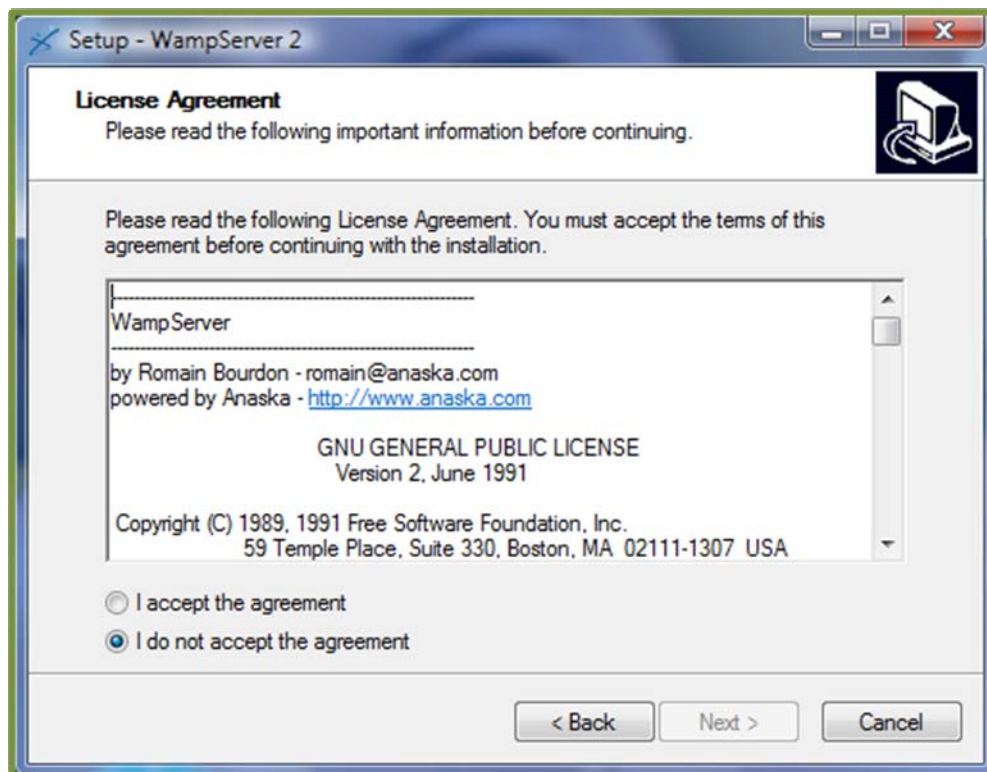 Setup - WampServer 2
License Agreement
Please read the following important information before continuing.
Please read the following License Agreement. You must accept the terms of this
agreement before continuing with the installation.
------------------------------------------------------------
WampServer
------------------------------------------------------------
by Romain Bourdon - romain@anaska.com
powered by Anaska - http://www.anaska.com
GNU GENERAL PUBLIC LICENSE
Version 2, June 1991
Copyright (C) 1989, 1991 Free Software Foundation, Inc.
59 Temple Place, Suite 330, Boston, MA 02111-1307 USA
I accept the agreement
I do not accept the agreement
< Back Next > Cancel